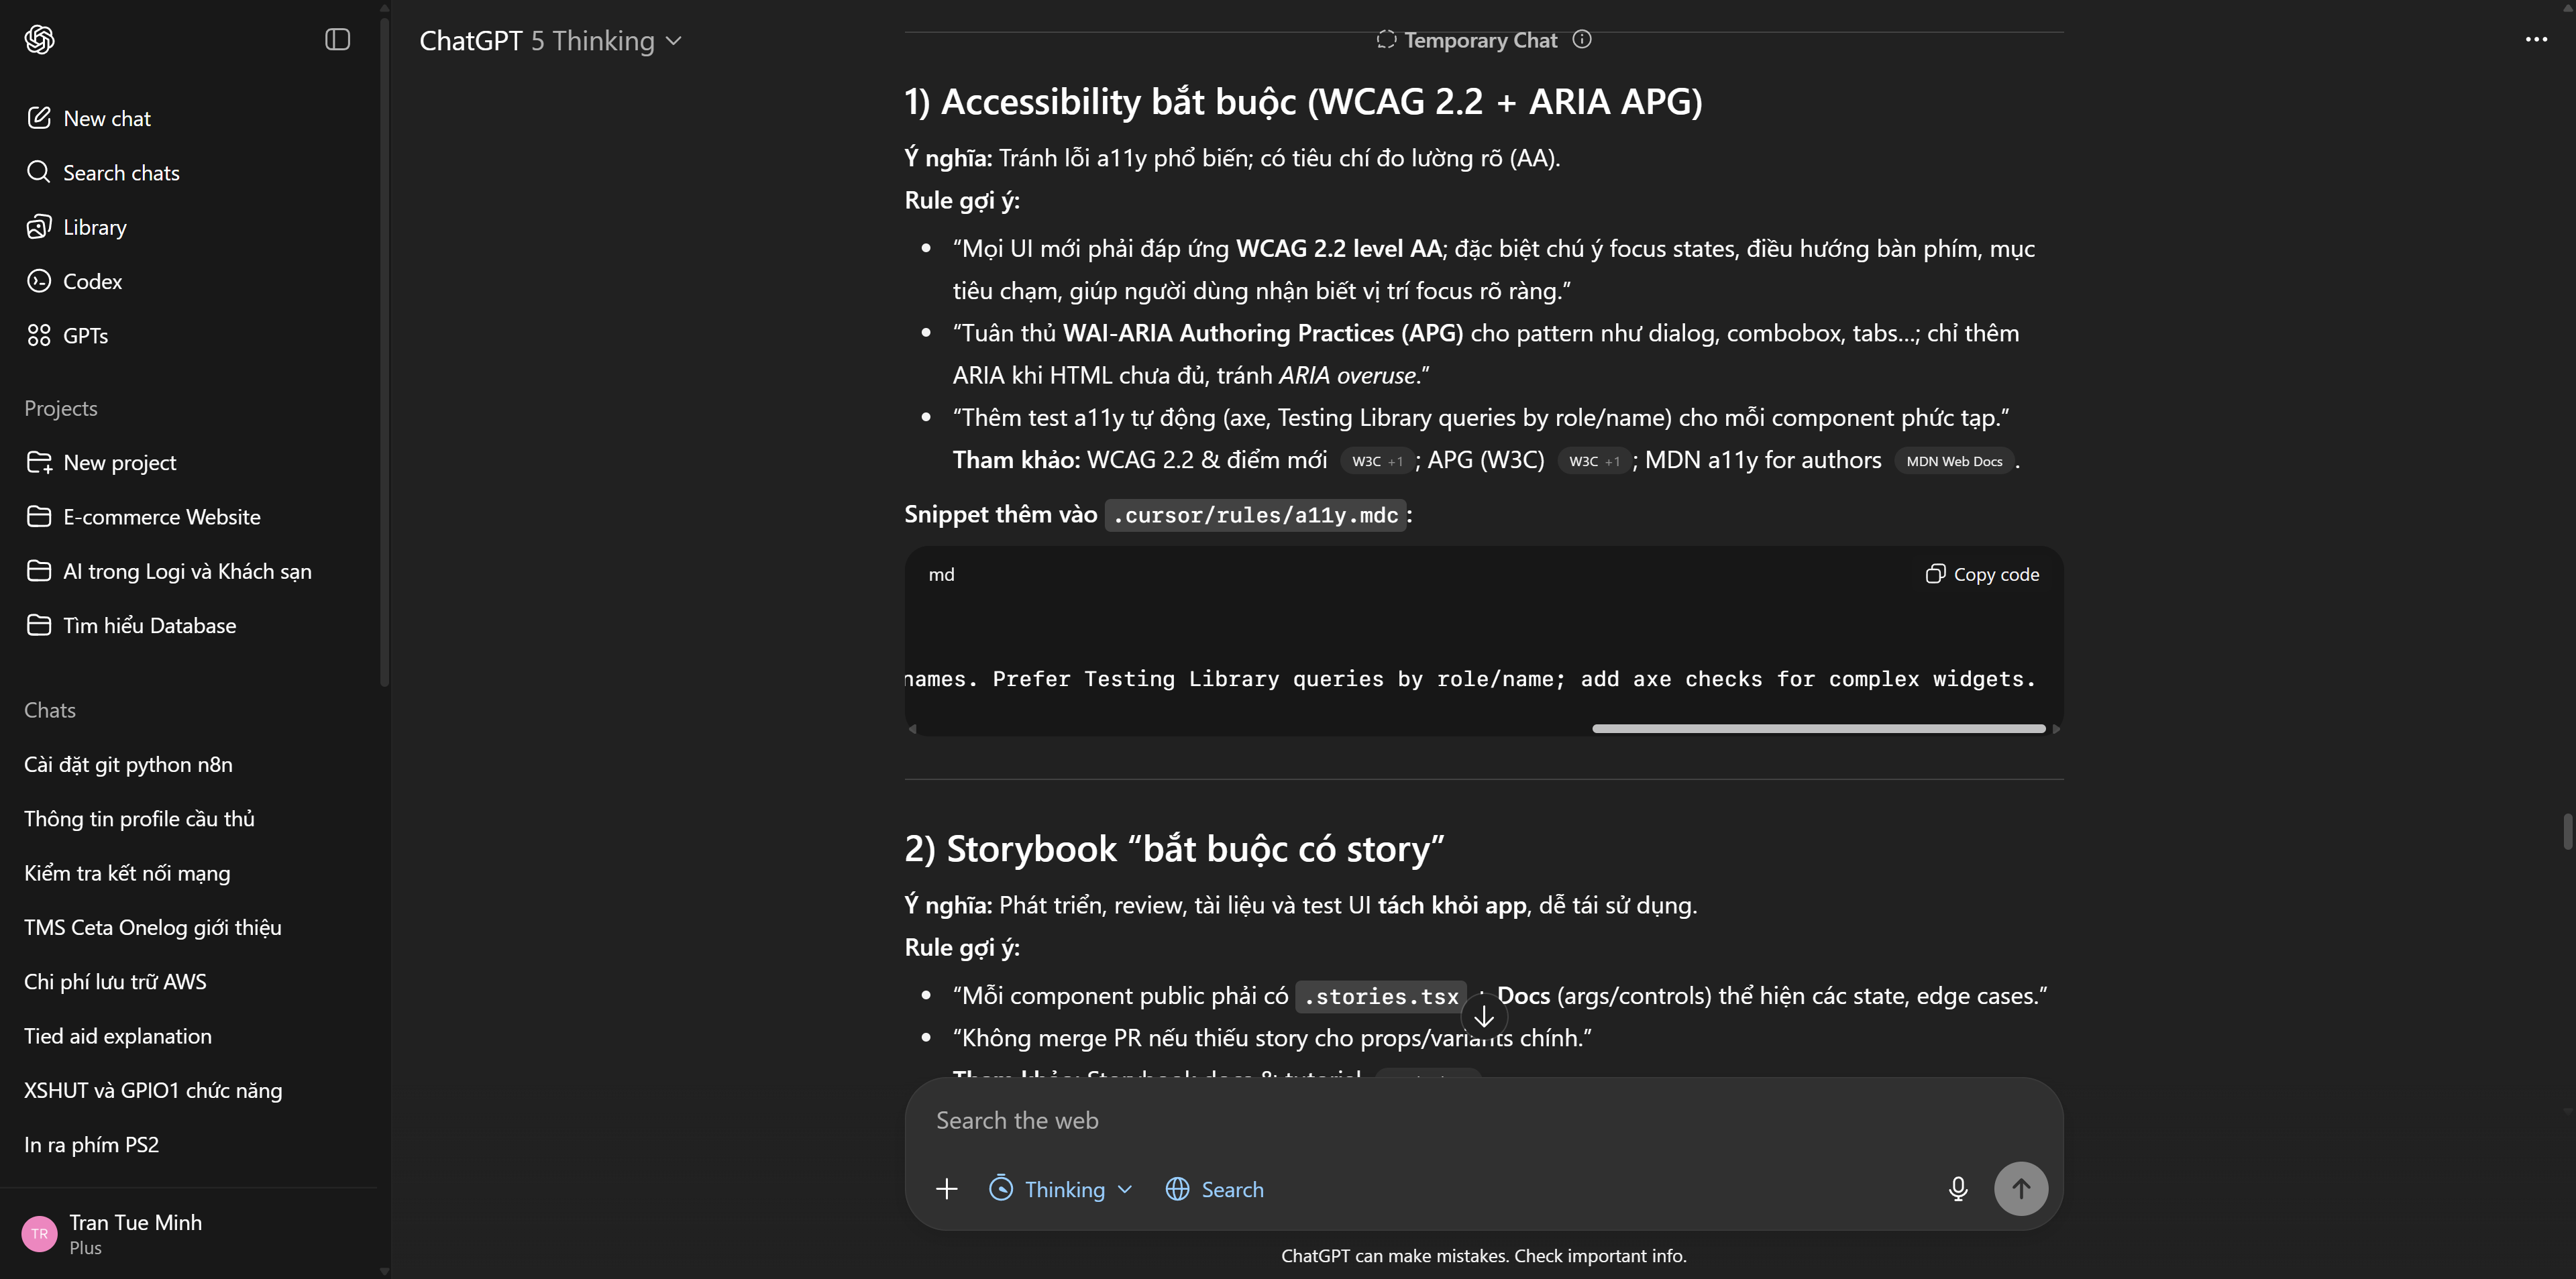 ChatGPT 5 Thinking
Temporary Chat
New chat
Search chats
Library
Codex
GPTs
Projects
New project
E-commerce Website
AI trong Logi và Khách sạn
Tìm hiểu Database
Chats
Cài đặt git python n8n
Thông tin profile cầu thủ
Kiểm tra kết nối mạng
TMS Ceta Onelog giới thiệu
Chi phí lưu trữ AWS
Tied aid explanation
XSHUT và GPIO1 chức năng
In ra phím PS2
TR
Tran Tue Minh
Plus
1) Accessibility bắt buộc (WCAG 2.2 + ARIA APG)
Ý nghĩa: Tránh lỗi a11y phổ biến; có tiêu chí đo lường rõ (AA).
Rule gợi ý:
“Mọi UI mới phải đáp ứng WCAG 2.2 level AA; đặc biệt chú ý focus states, điều hướng bàn phím, mục
tiêu chạm, giúp người dùng nhận biết vị trí focus rõ ràng.”
“Tuân thủ WAI-ARIA Authoring Practices (APG) cho pattern như dialog, combobox, tabs…; chỉ thêm
ARIA khi HTML chưa đủ, tránh ARIA overuse.”
“Thêm test a11y tự động (axe, Testing Library queries by role/name) cho mỗi component phức tạp.”
Tham khảo: WCAG 2.2 & điểm mới W3C +1; APG (W3C) W3C +1; MDN a11y for authors MDN Web Docs.
Snippet thêm vào .cursor/rules/a11y.mdc:
md
Copy code
names. Prefer Testing Library queries by role/name; add axe checks for complex widgets.
2) Storybook “bắt buộc có story”
Ý nghĩa: Phát triển, review, tài liệu và test UI tách khỏi app, dễ tái sử dụng.
Rule gợi ý:
“Mỗi component public phải có .stories.tsx Docs (args/controls) thể hiện các state, edge cases.”
“Không merge PR nếu thiếu story cho props/variants chính.”
Tham khảo: Storybook docs & tutorial
Search the web
Thinking
Search
ChatGPT can make mistakes. Check important info.